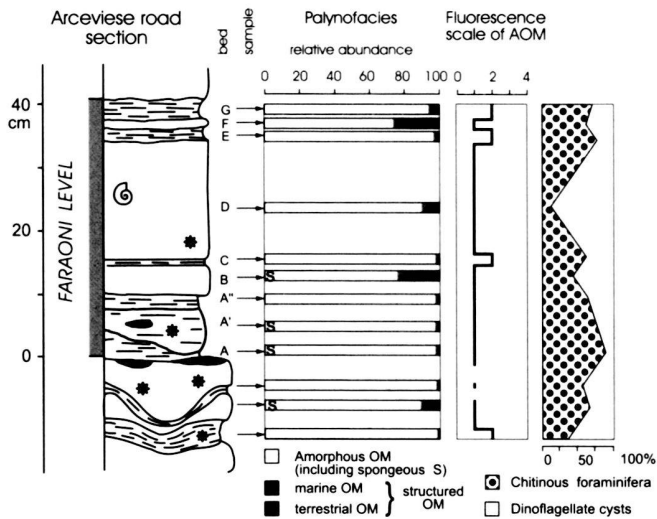 Arceviese road
section
bed
sample
Palynofacies
relative abundance
0 20 40 60 80 100
Fluorescence
scale of AOM
0 2 4
40
cm
20
0
FARAONI LEVEL
G
F
E
D
C
B
A"
A'
A
S
S
S
S
Amorphous OM
(including spongeous S)
marine OM
terrestrial OM
structured
OM
0 50 100%
Chitinous foraminifera
Dinoflagellate cysts